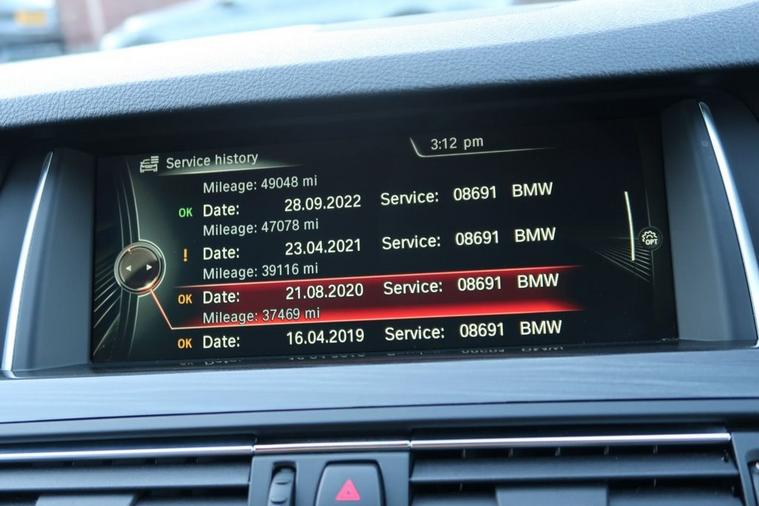 Service history
3:12 pm
Mileage: 49048 mi
OK Date: 28.09.2022 Service: 08691 BMW
Mileage: 47078 mi
! Date: 23.04.2021 Service: 08691 BMW
Mileage: 39116 mi
OK Date: 21.08.2020 Service: 08691 BMW
Mileage: 37469 mi
OK Date: 16.04.2019 Service: 08691 BMW
OPT